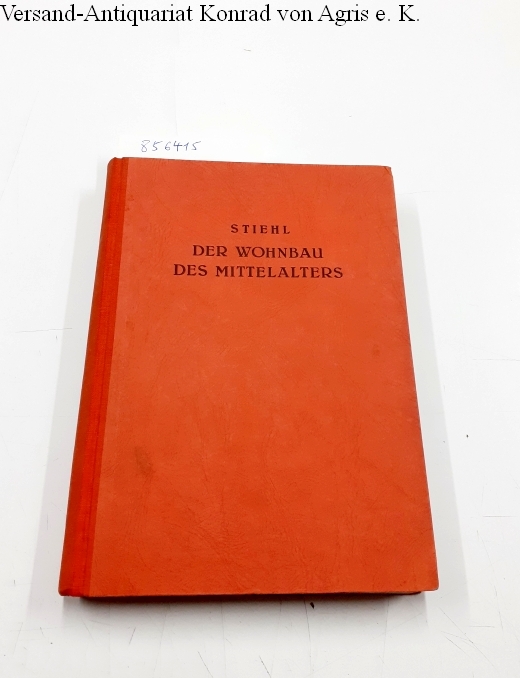 Versand-Antiquariat Konrad von Agris e. K.
856415
STIEHL
DER WOHNBAU
DES MITTELALTERS